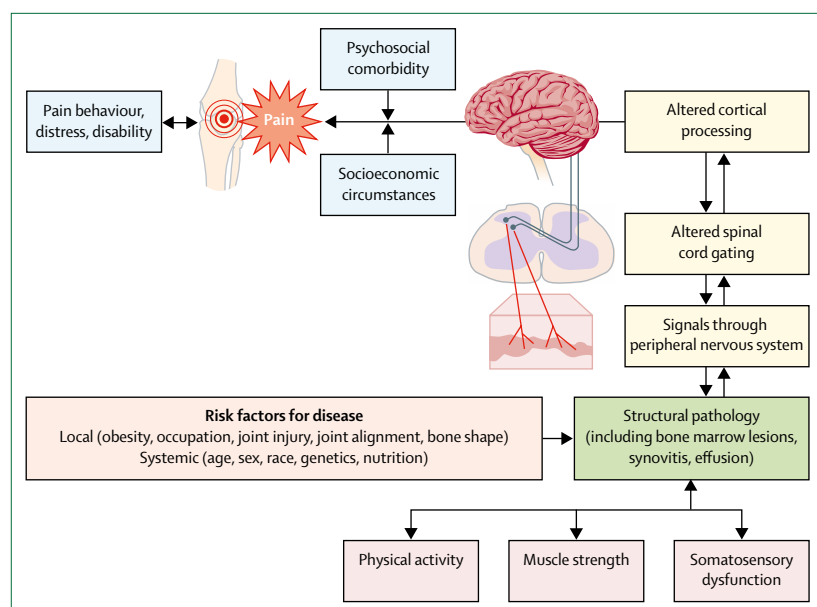 Psychosocial
comorbidity
Pain behaviour,
distress, disability
Pain
Socioeconomic
circumstances
Altered cortical
processing
Altered spinal
cord gating
Signals through
peripheral nervous system
Risk factors for disease
Local (obesity, occupation, joint injury, joint alignment, bone shape)
Systemic (age, sex, race, genetics, nutrition)
Structural pathology
(including bone marrow lesions,
synovitis, effusion)
Physical activity
Muscle strength
Somatosensory
dysfunction